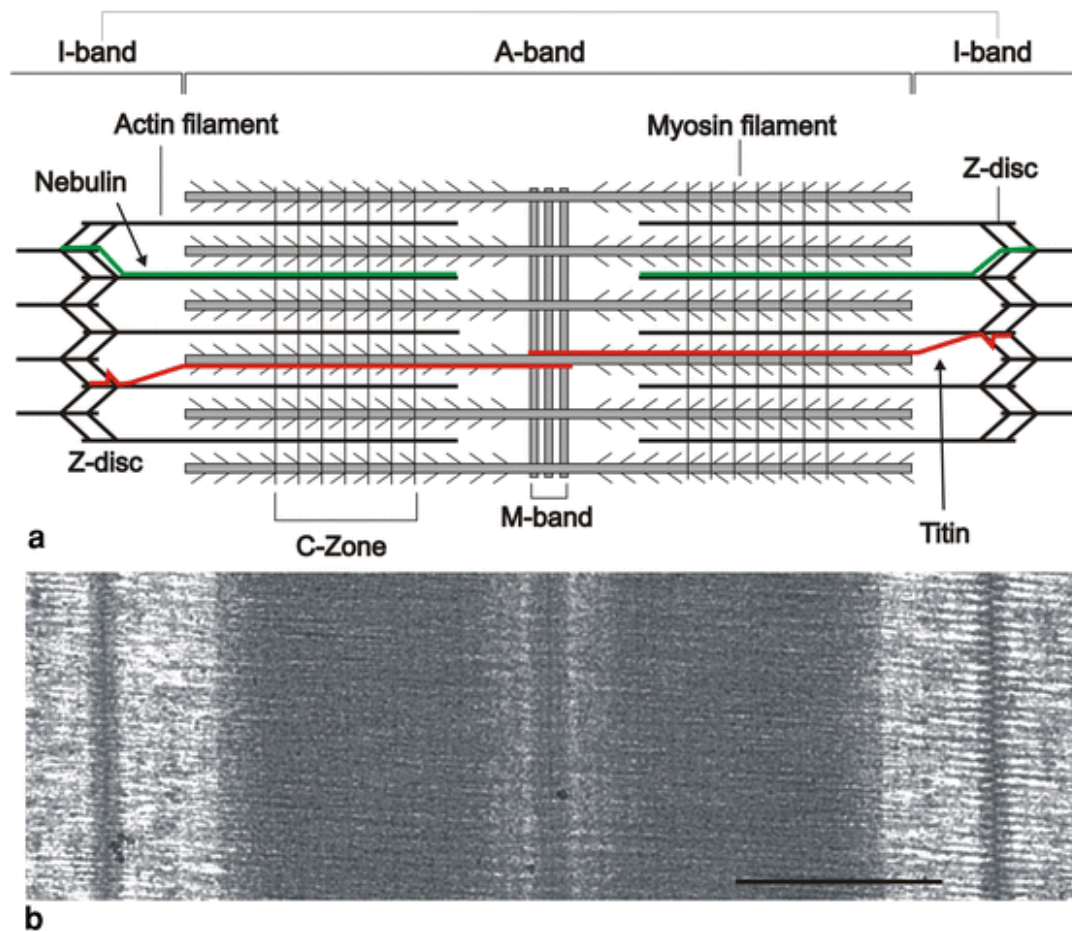 I-band
A-band
I-band
Actin filament
Myosin filament
Nebulin
Z-disc
Z-disc
M-band
Titin
a
C-Zone
b